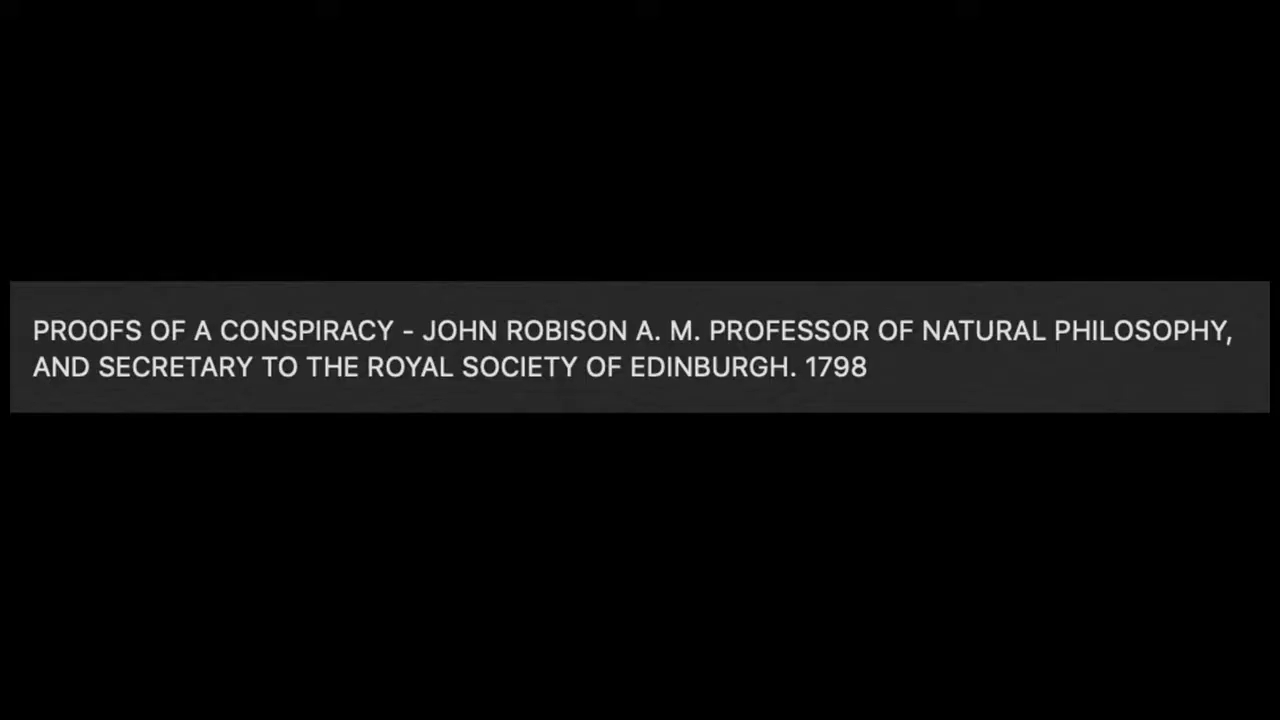 PROOFS OF A CONSPIRACY - JOHN ROBISON A. M. PROFESSOR OF NATURAL PHILOSOPHY,
AND SECRETARY TO THE ROYAL SOCIETY OF EDINBURGH. 1798